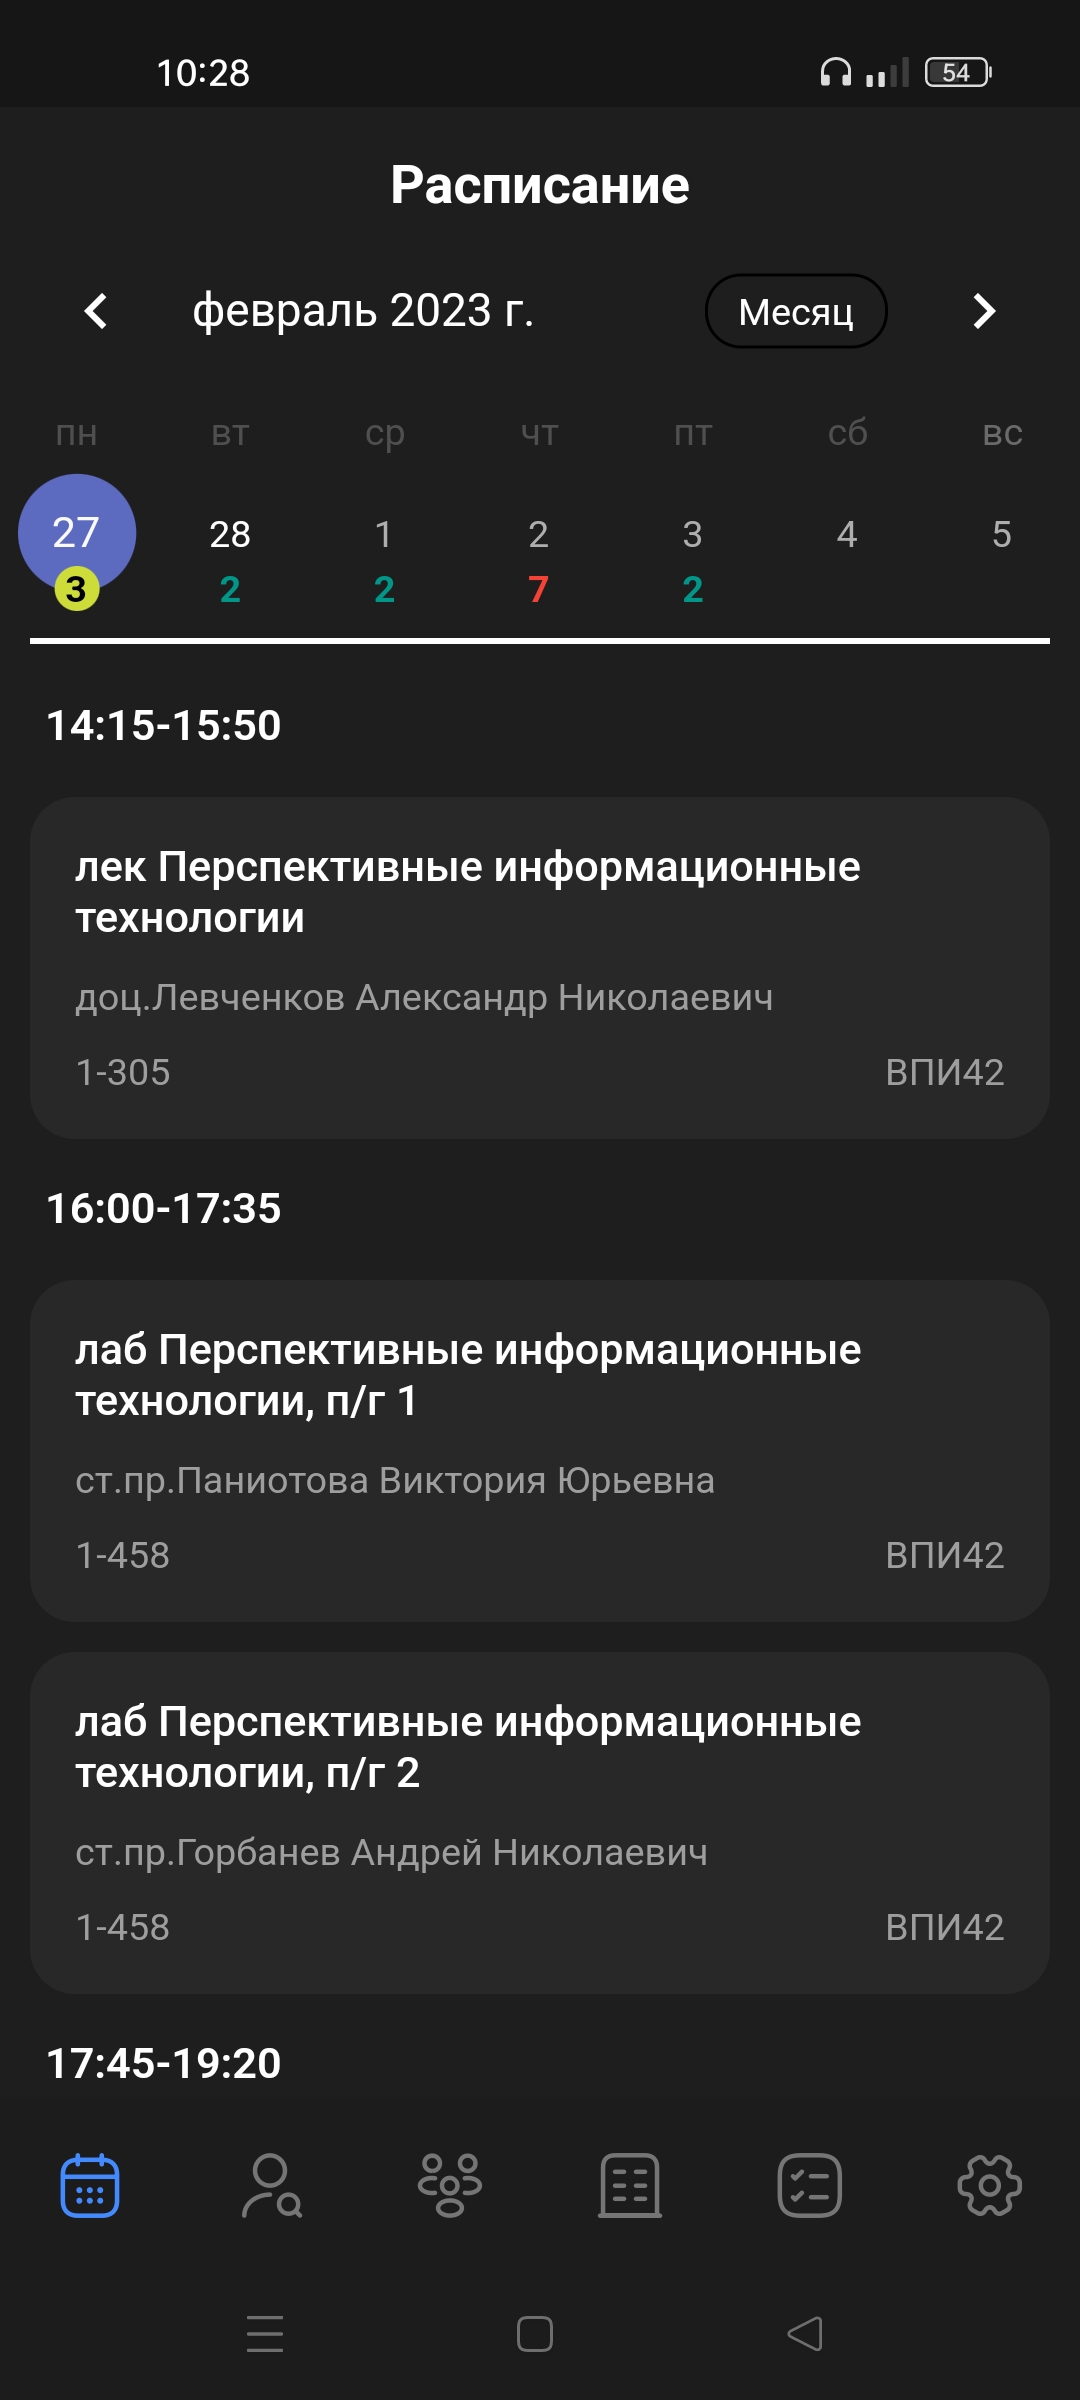 10:28
54
Расписание
февраль 2023 г.
Месяц
пн вт ср чт пт сб вс
27 28 1 2 3 4 5
3 2 2 7 2
14:15-15:50
лек Перспективные информационные
технологии
доц.Левченков Александр Николаевич
1-305 ВПИ42
16:00-17:35
лаб Перспективные информационные
технологии, п/г 1
ст.пр.Паниотова Виктория Юрьевна
1-458 ВПИ42
лаб Перспективные информационные
технологии, п/г 2
ст.пр.Горбанев Андрей Николаевич
1-458 ВПИ42
17:45-19:20